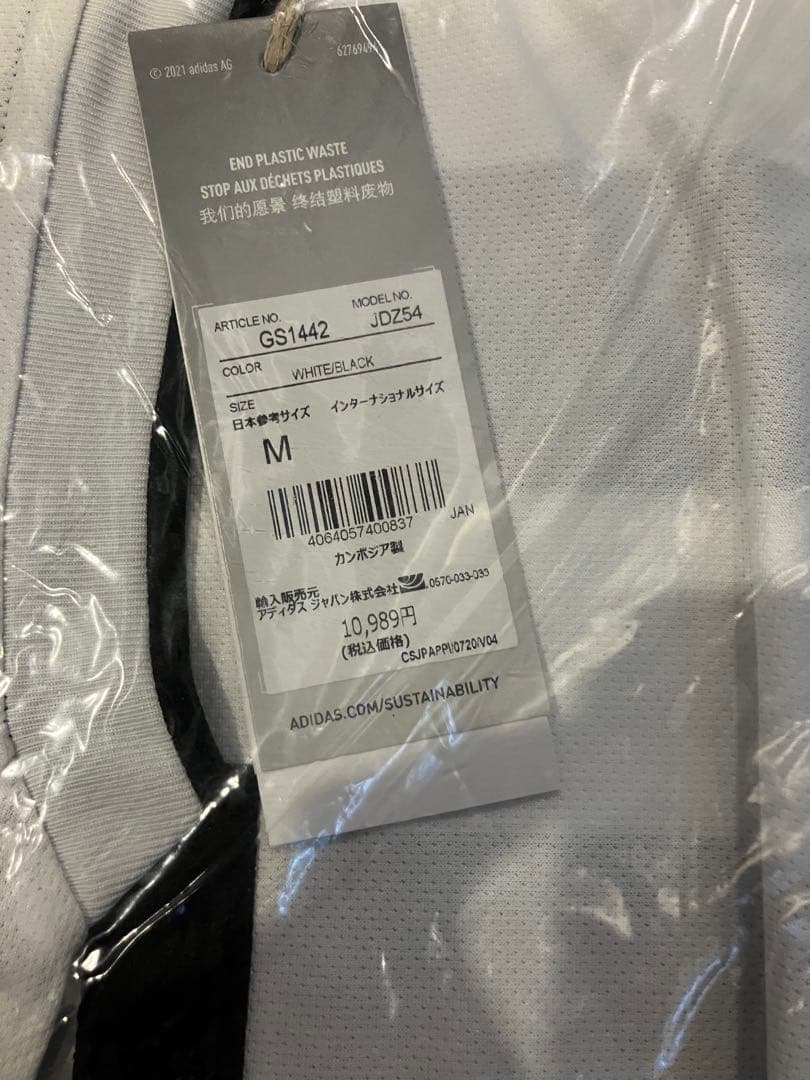 © 2021 adidas AG
END PLASTIC WASTE
STOP AUX DÉCHETS PLASTIQUES
我们的愿景 终结塑料废物
ARTICLE NO. MODEL NO.
GS1442 JDZ54
COLOR WHITE/BLACK
SIZE
日本参考サイズ インターナショナルサイズ
M
JAN
4064057400837
カンボジア製
輸入販売元
アディダス ジャパン株式会社 0570-033-033
10,989円
(税込価格)
CSJPAPPU0720/V04
ADIDAS.COM/SUSTAINABILITY